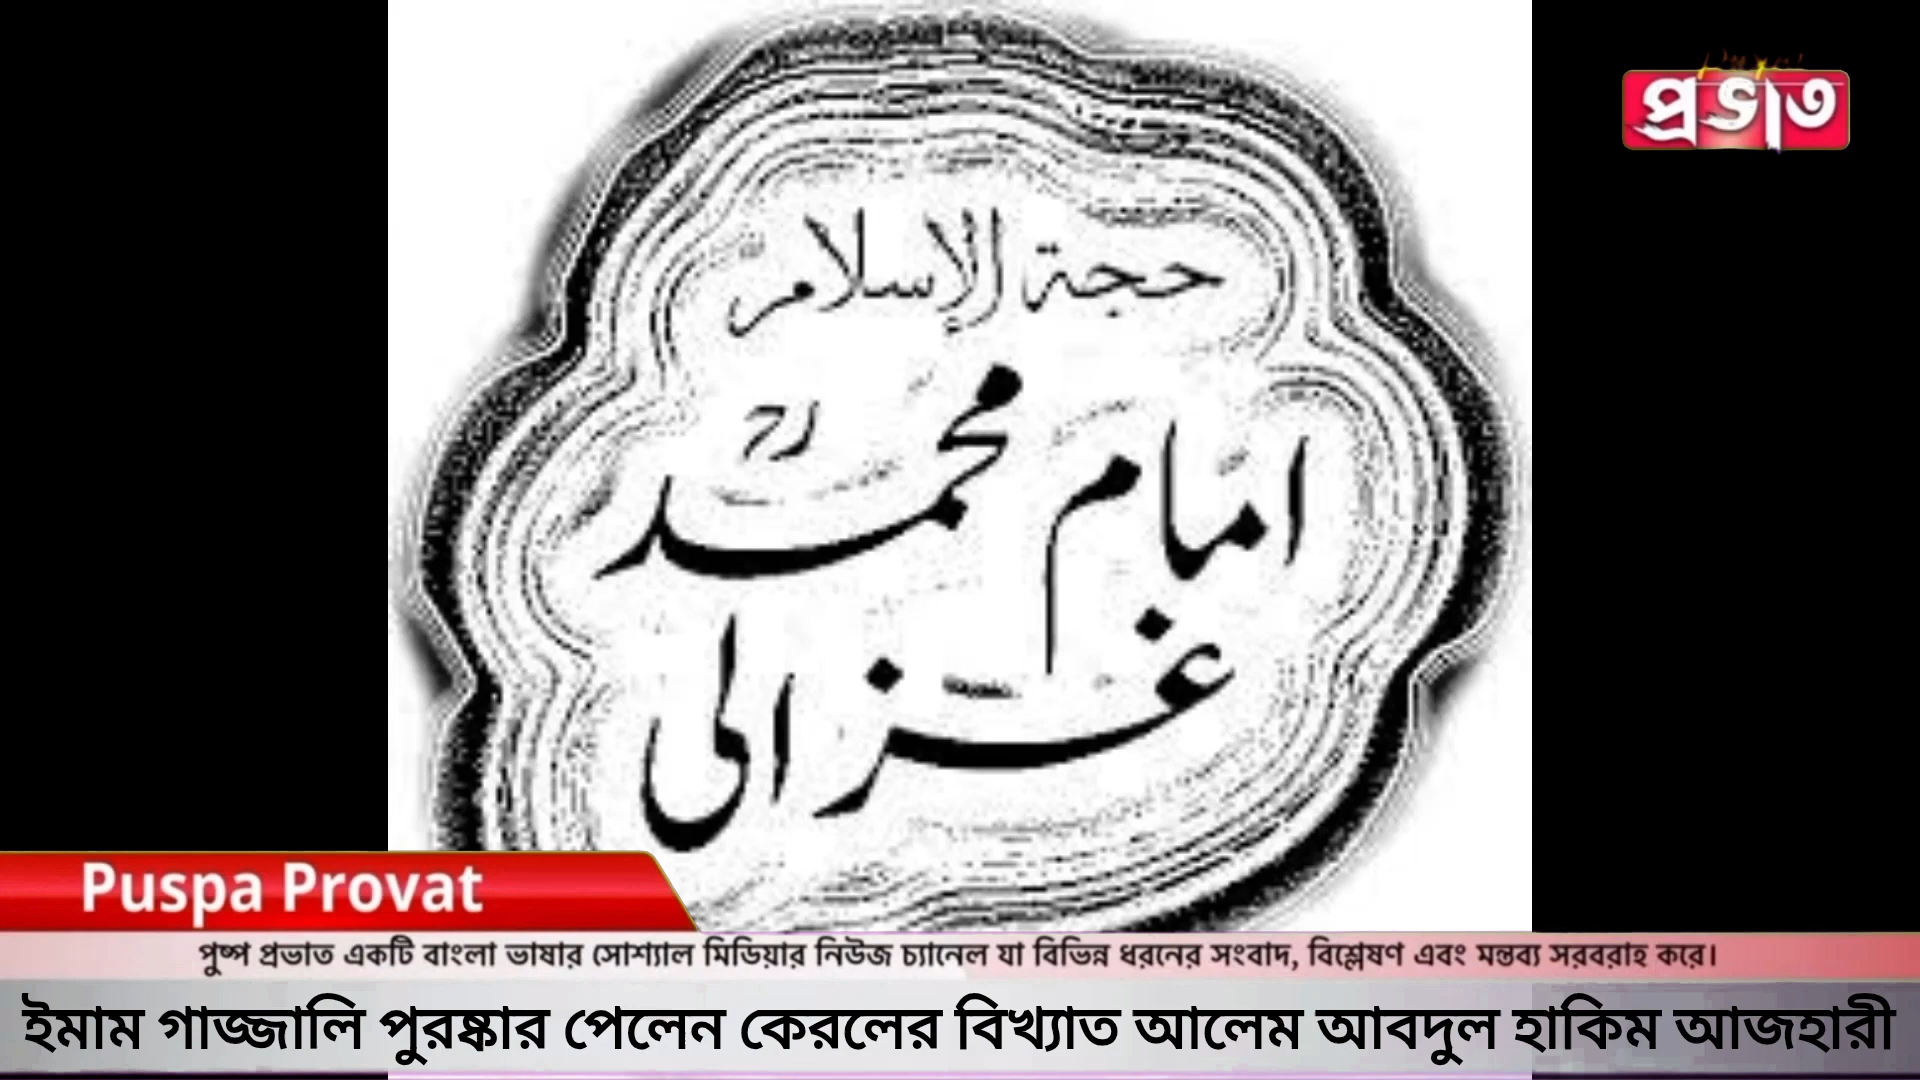 প্রভাত
حجة الإسلام
امام محمد رح
غزالی
Puspa Provat
পুষ্প প্রভাত একটি বাংলা ভাষার সোশ্যাল মিডিয়ার নিউজ চ্যানেল যা বিভিন্ন ধরনের সংবাদ, বিশ্লেষণ এবং মন্তব্য সরবরাহ করে।
ইমাম গাজ্জালি পুরষ্কার পেলেন কেরলের বিখ্যাত আলেম আবদুল হাকিম আজহারী